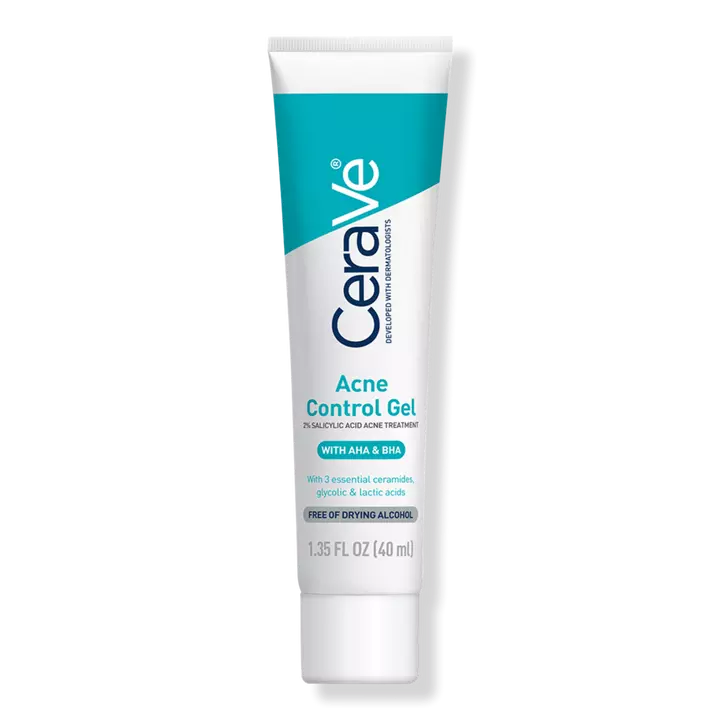 CeraVe®
DEVELOPED WITH DERMATOLOGISTS
Acne
Control Gel
2% SALICYLIC ACID ACNE TREATMENT
WITH AHA & BHA
With 3 essential ceramides,
glycolic & lactic acids
FREE OF DRYING ALCOHOL
1.35 FL OZ (40 ml)